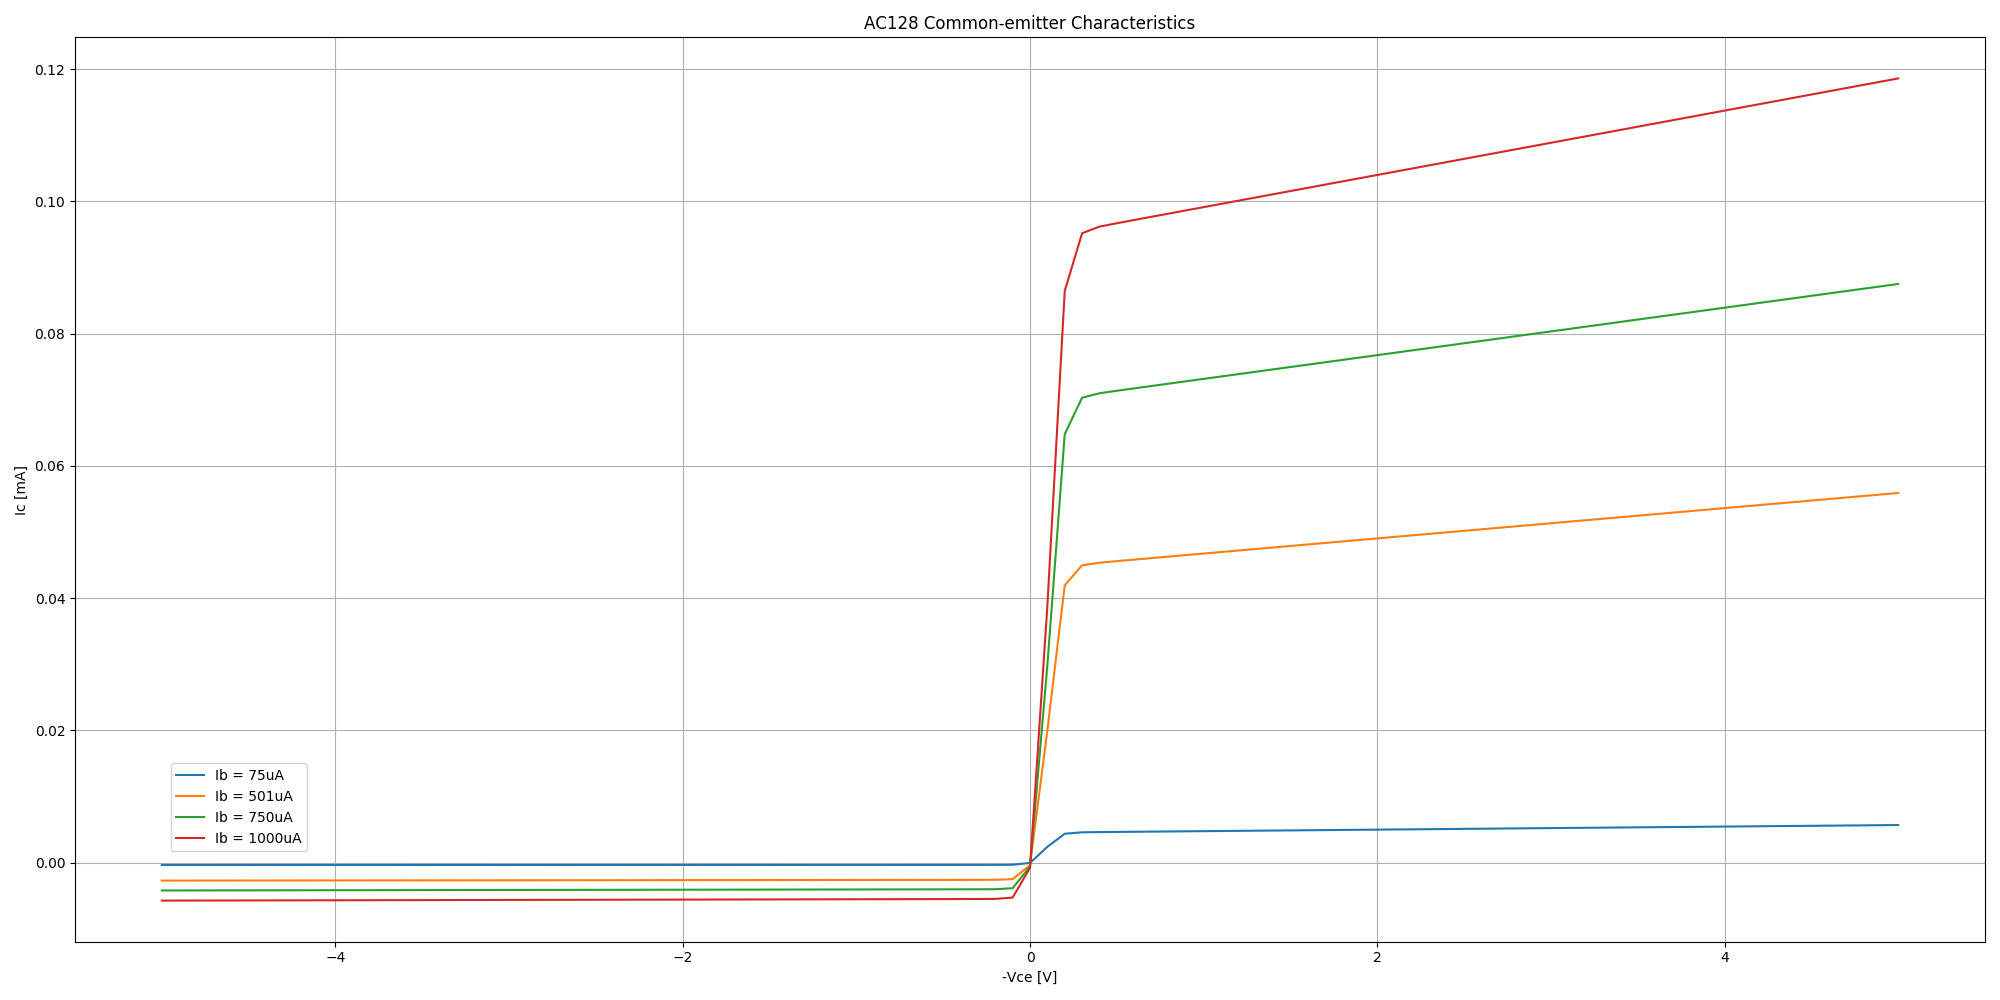 AC128 Common-emitter Characteristics
Ic [mA]
0.12
0.10
0.08
0.06
0.04
0.02
0.00
Ib = 75uA
Ib = 501uA
Ib = 750uA
Ib = 1000uA
−4
−2
0
2
4
-Vce [V]